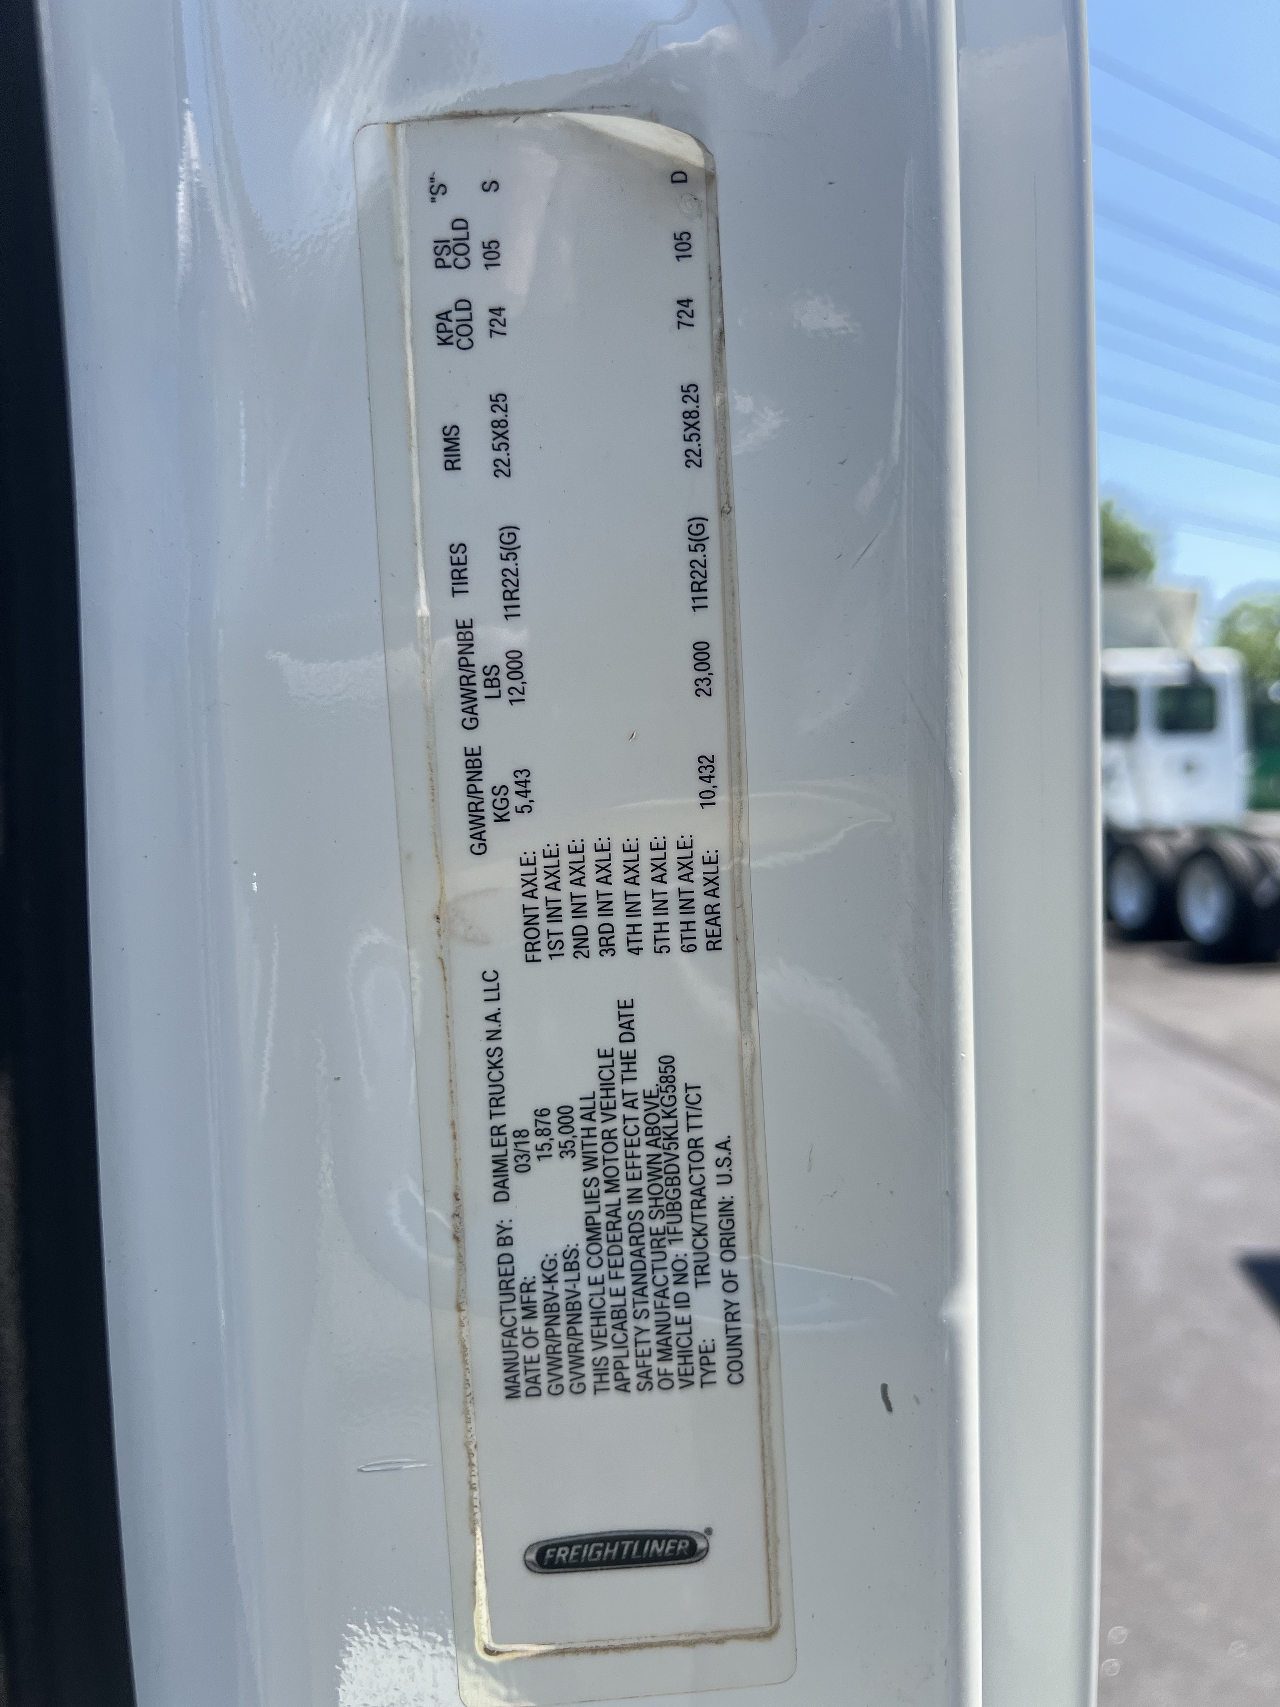 FREIGHTLINER®
MANUFACTURED BY: DAIMLER TRUCKS N.A. LLC
DATE OF MFR: 03/18
GVWR/PNBV-KG: 15,876
GVWR/PNBV-LBS: 35,000
THIS VEHICLE COMPLIES WITH ALL
APPLICABLE FEDERAL MOTOR VEHICLE
SAFETY STANDARDS IN EFFECT AT THE DATE
OF MANUFACTURE SHOWN ABOVE.
VEHICLE ID NO: 1FUBGBDV5KLKG5850
TYPE: TRUCK/TRACTOR TT/CT
COUNTRY OF ORIGIN: U.S.A.
GAWR/PNBE GAWR/PNBE TIRES RIMS KPA PSI "S"
KGS LBS COLD COLD
FRONT AXLE: 5,443 12,000 11R22.5(G) 22.5X8.25 724 105 S
1ST INT AXLE:
2ND INT AXLE:
3RD INT AXLE:
4TH INT AXLE:
5TH INT AXLE:
6TH INT AXLE:
REAR AXLE: 10,432 23,000 11R22.5(G) 22.5X8.25 724 105 D